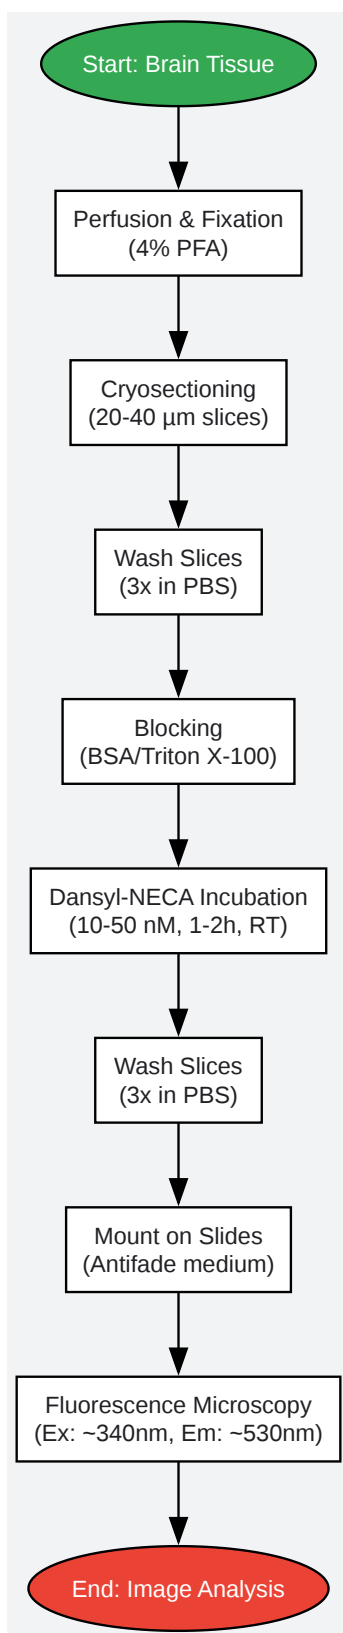 Start: Brain Tissue
Perfusion & Fixation
(4% PFA)
Cryosectioning
(20-40 µm slices)
Wash Slices
(3x in PBS)
Blocking
(BSA/Triton X-100)
Dansyl-NECA Incubation
(10-50 nM, 1-2h, RT)
Wash Slices
(3x in PBS)
Mount on Slides
(Antifade medium)
Fluorescence Microscopy
(Ex: ~340nm, Em: ~530nm)
End: Image Analysis